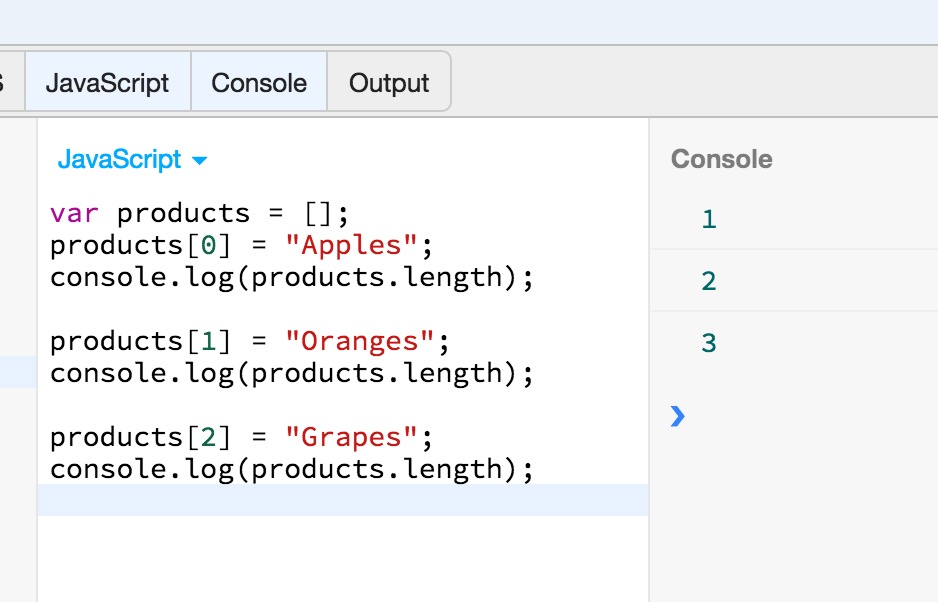 S JavaScript Console Output
JavaScript
var products = [];
products[0] = "Apples";
console.log(products.length);
products[1] = "Oranges";
console.log(products.length);
products[2] = "Grapes";
console.log(products.length);
Console
1
2
3